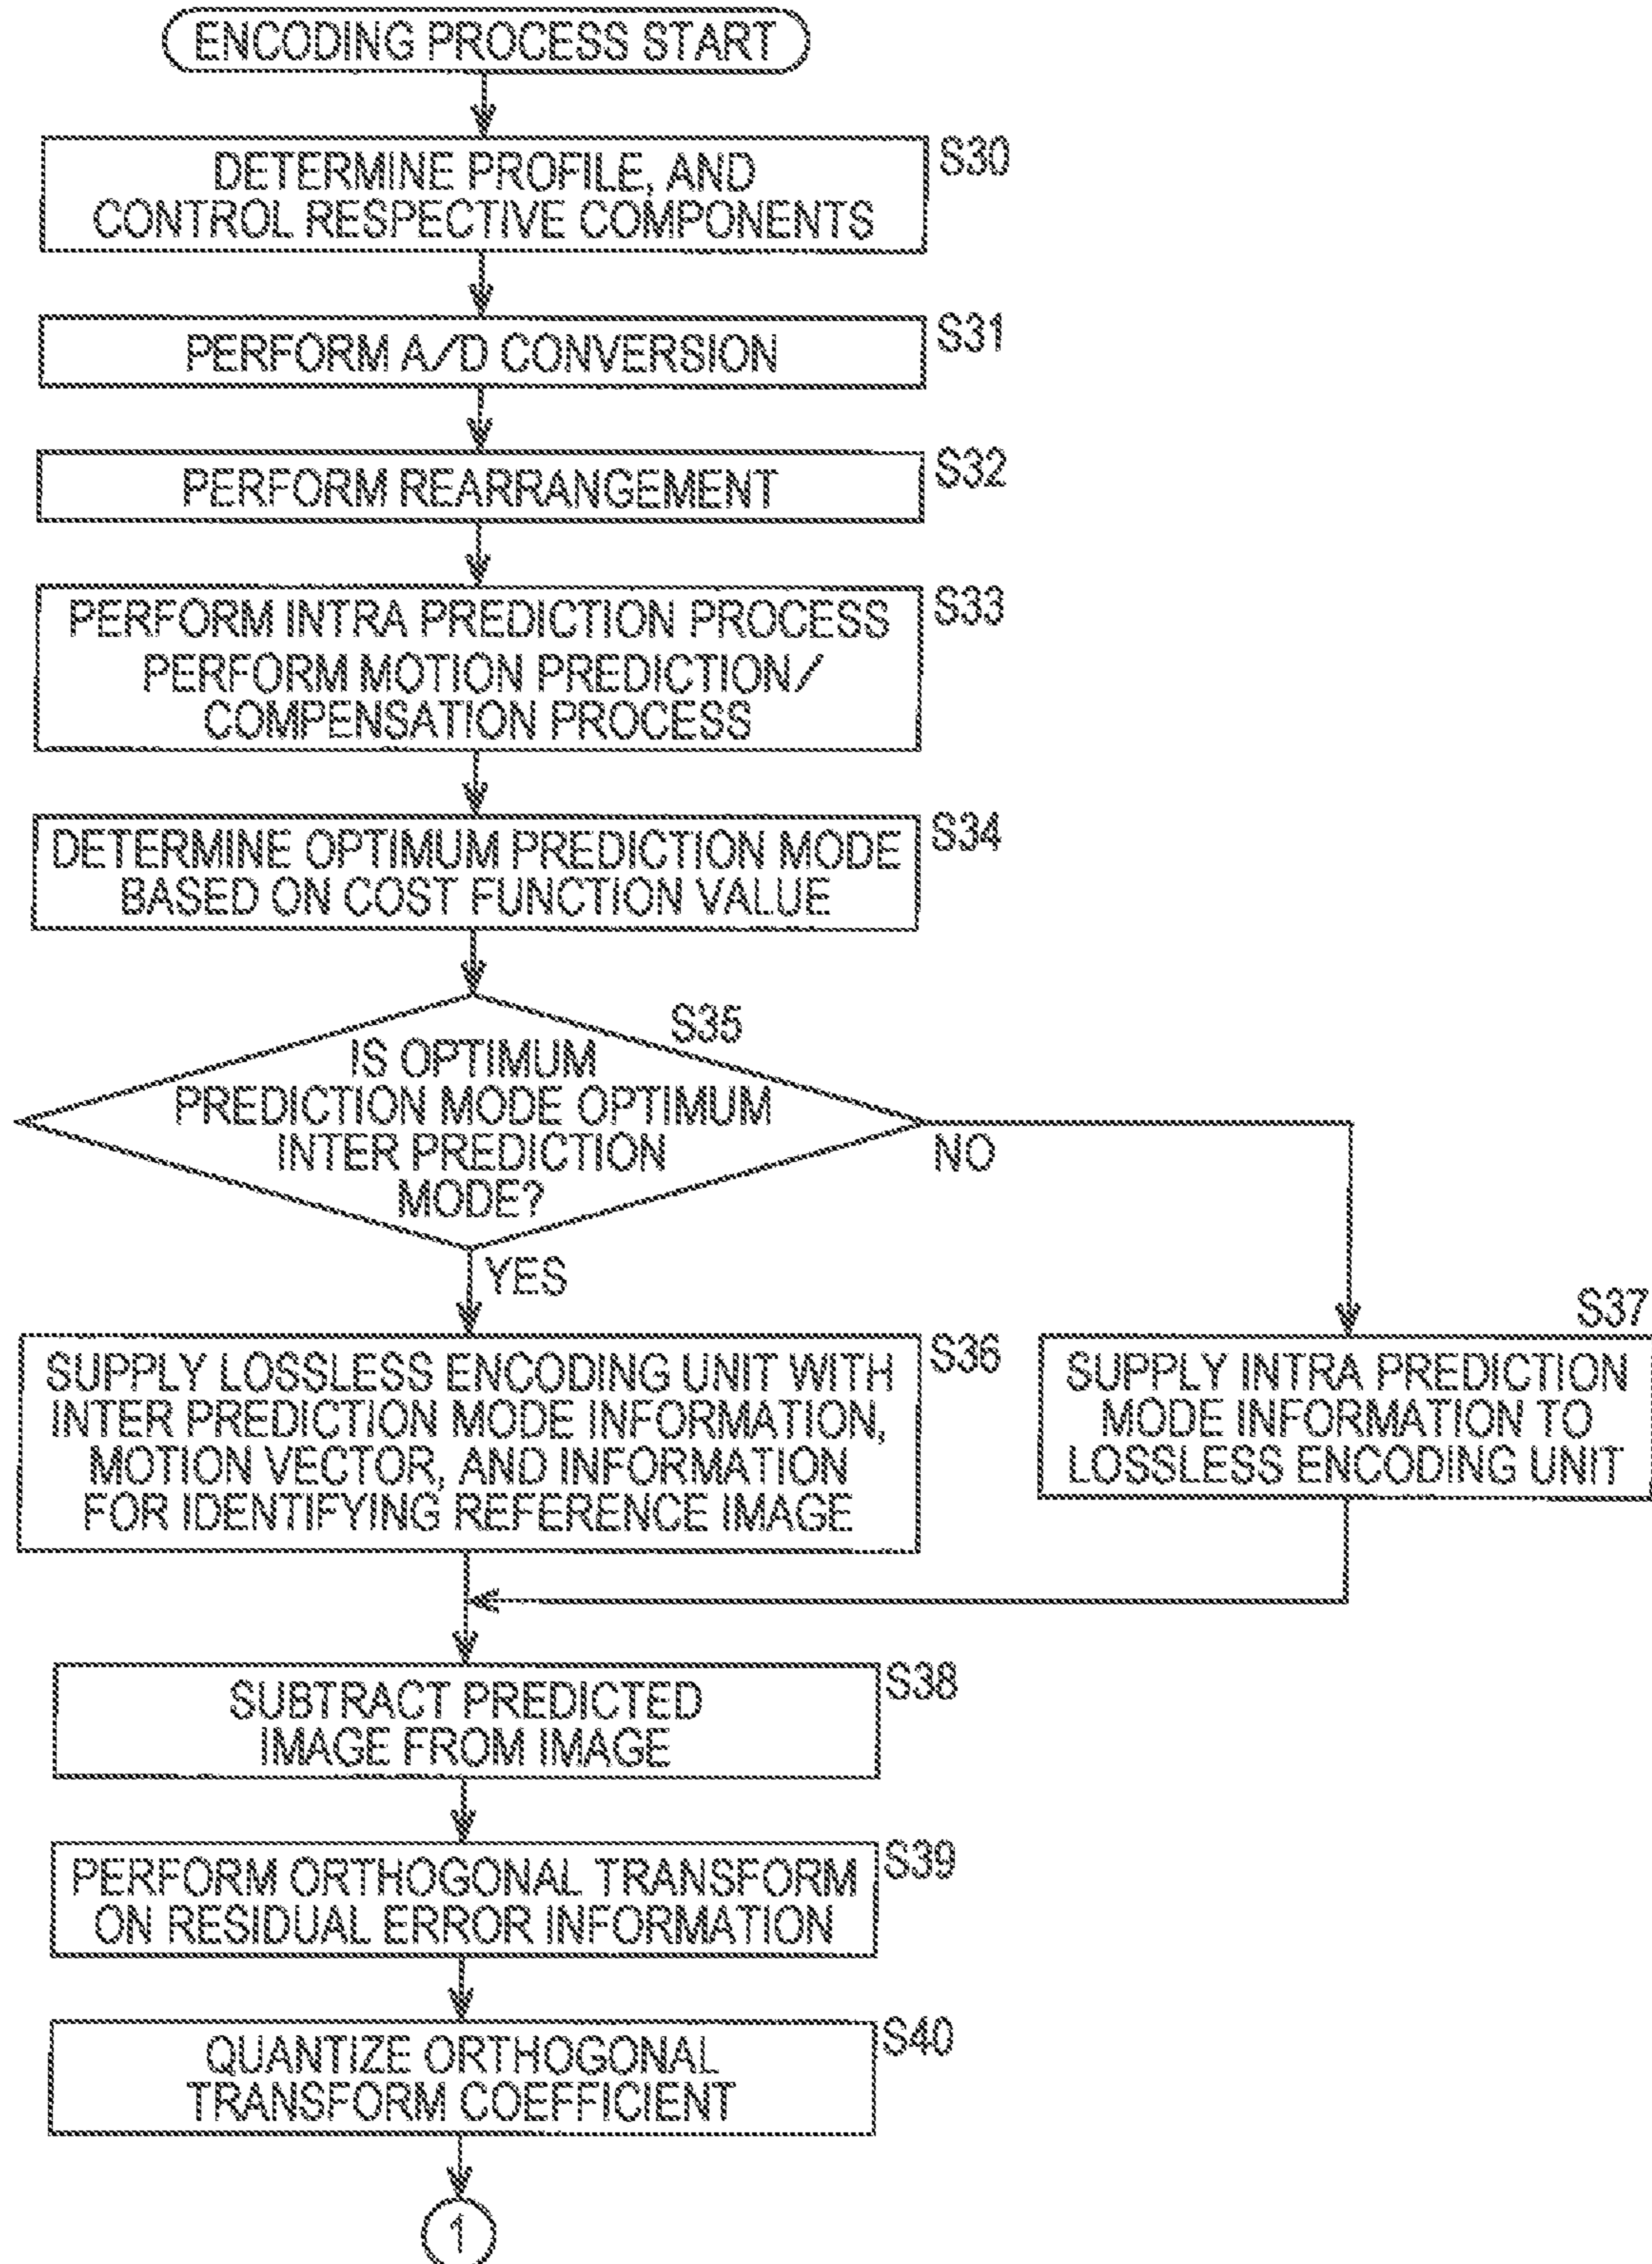 ENCODING PROCESS START
S30
DETERMINE PROFILE, AND
CONTROL RESPECTIVE COMPONENTS
S31
PERFORM A/D CONVERSION
S32
PERFORM REARRANGEMENT
S33
PERFORM INTRA PREDICTION PROCESS
PERFORM MOTION PREDICTION/
COMPENSATION PROCESS
S34
DETERMINE OPTIMUM PREDICTION MODE
BASED ON COST FUNCTION VALUE
S35
IS OPTIMUM
PREDICTION MODE OPTIMUM
INTER PREDICTION
MODE?
NO
YES
S36
SUPPLY LOSSLESS ENCODING UNIT WITH
INTER PREDICTION MODE INFORMATION,
MOTION VECTOR, AND INFORMATION
FOR IDENTIFYING REFERENCE IMAGE
S37
SUPPLY INTRA PREDICTION
MODE INFORMATION TO
LOSSLESS ENCODING UNIT
S38
SUBTRACT PREDICTED
IMAGE FROM IMAGE
S39
PERFORM ORTHOGONAL TRANSFORM
ON RESIDUAL ERROR INFORMATION
S40
QUANTIZE ORTHOGONAL
TRANSFORM COEFFICIENT
1